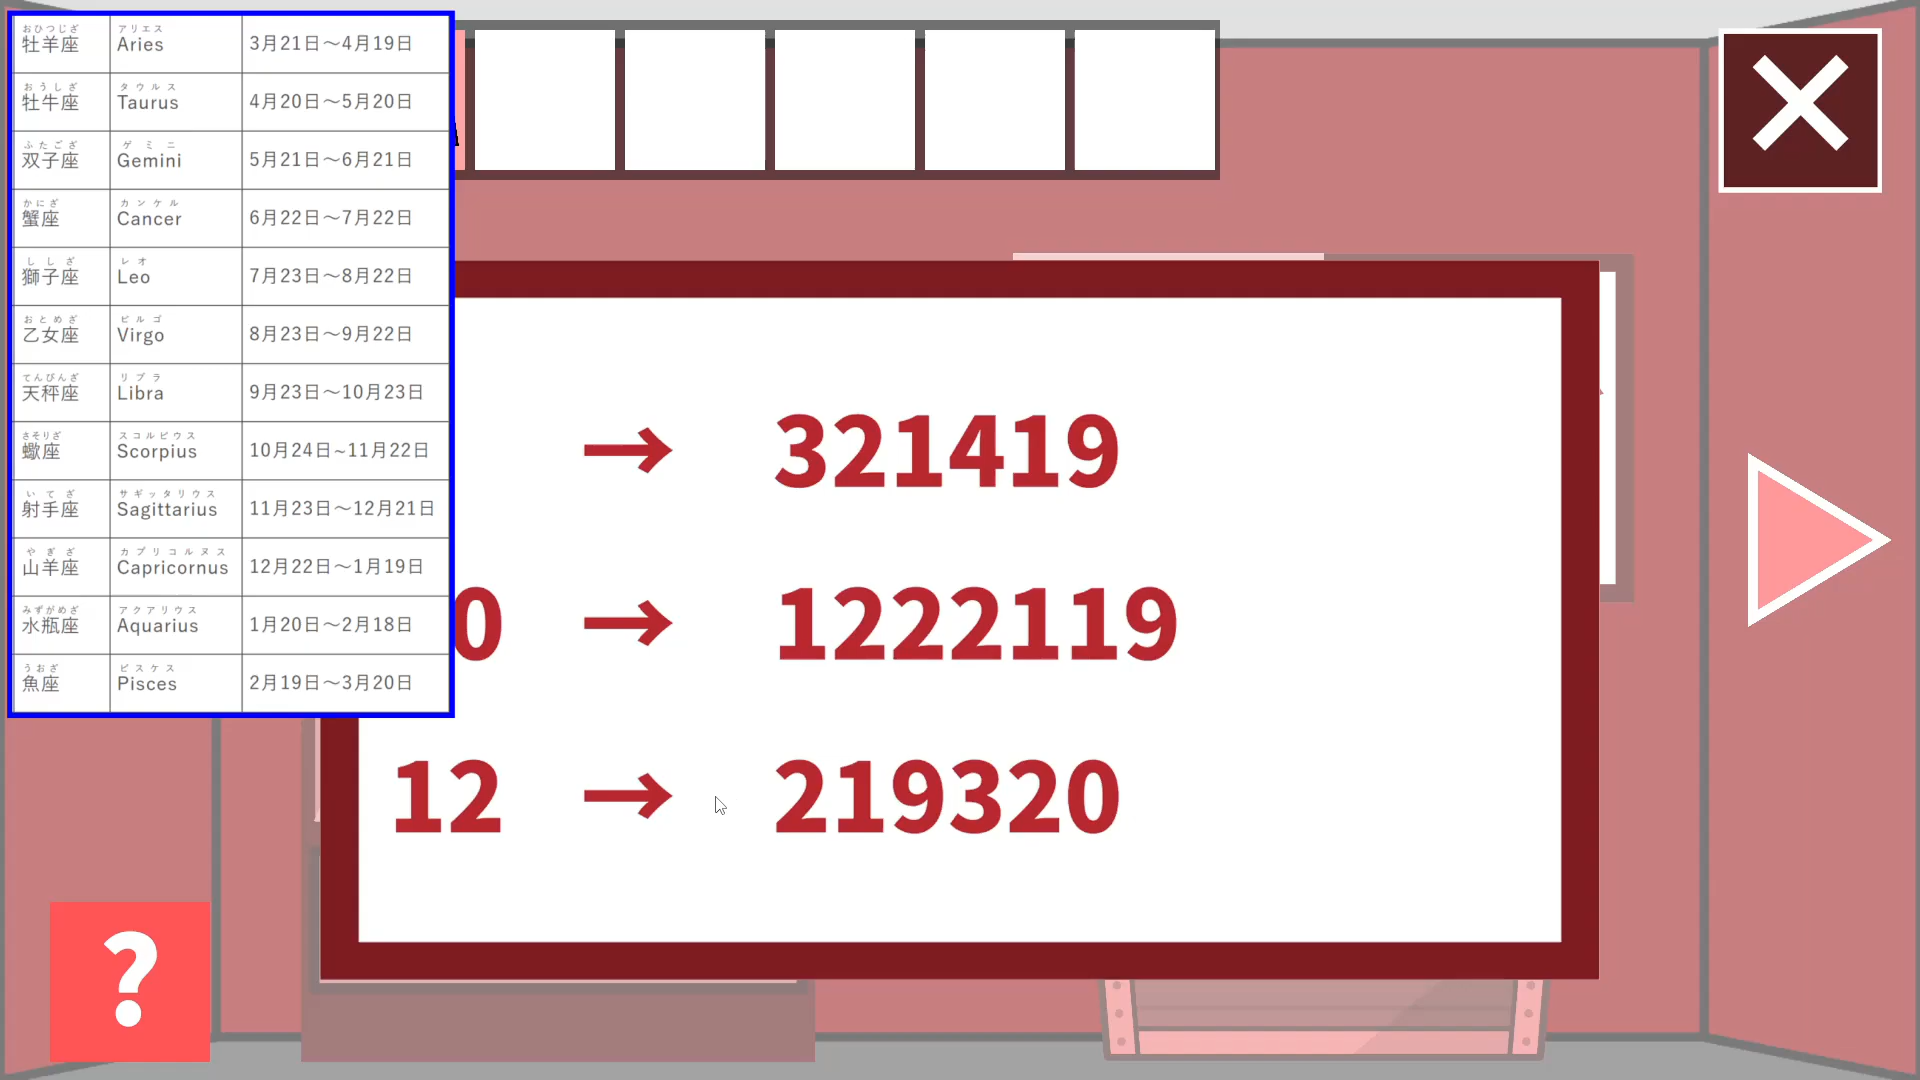 おひつじざ アリエス
牡羊座 Aries 3月21日～4月19日
おうしざ タウルス
牡牛座 Taurus 4月20日～5月20日
ふたござ ゲミニ
双子座 Gemini 5月21日～6月21日
かにざ カンケル
蟹座 Cancer 6月22日～7月22日
ししざ レオ
獅子座 Leo 7月23日～8月22日
おとめざ ビルゴ
乙女座 Virgo 8月23日～9月22日
てんびんざ リブラ
天秤座 Libra 9月23日～10月23日
さそりざ スコルピウス
蠍座 Scorpius 10月24日~11月22日
いてざ サギッタリウス
射手座 Sagittarius 11月23日～12月21日
やぎざ カプリコルヌス
山羊座 Capricornus 12月22日～1月19日
みずがめざ アクアリウス
水瓶座 Aquarius 1月20日～2月18日
うおざ ピスケス
魚座 Pisces 2月19日～3月20日
→ 321419
0 → 1222119
12 → 219320
?